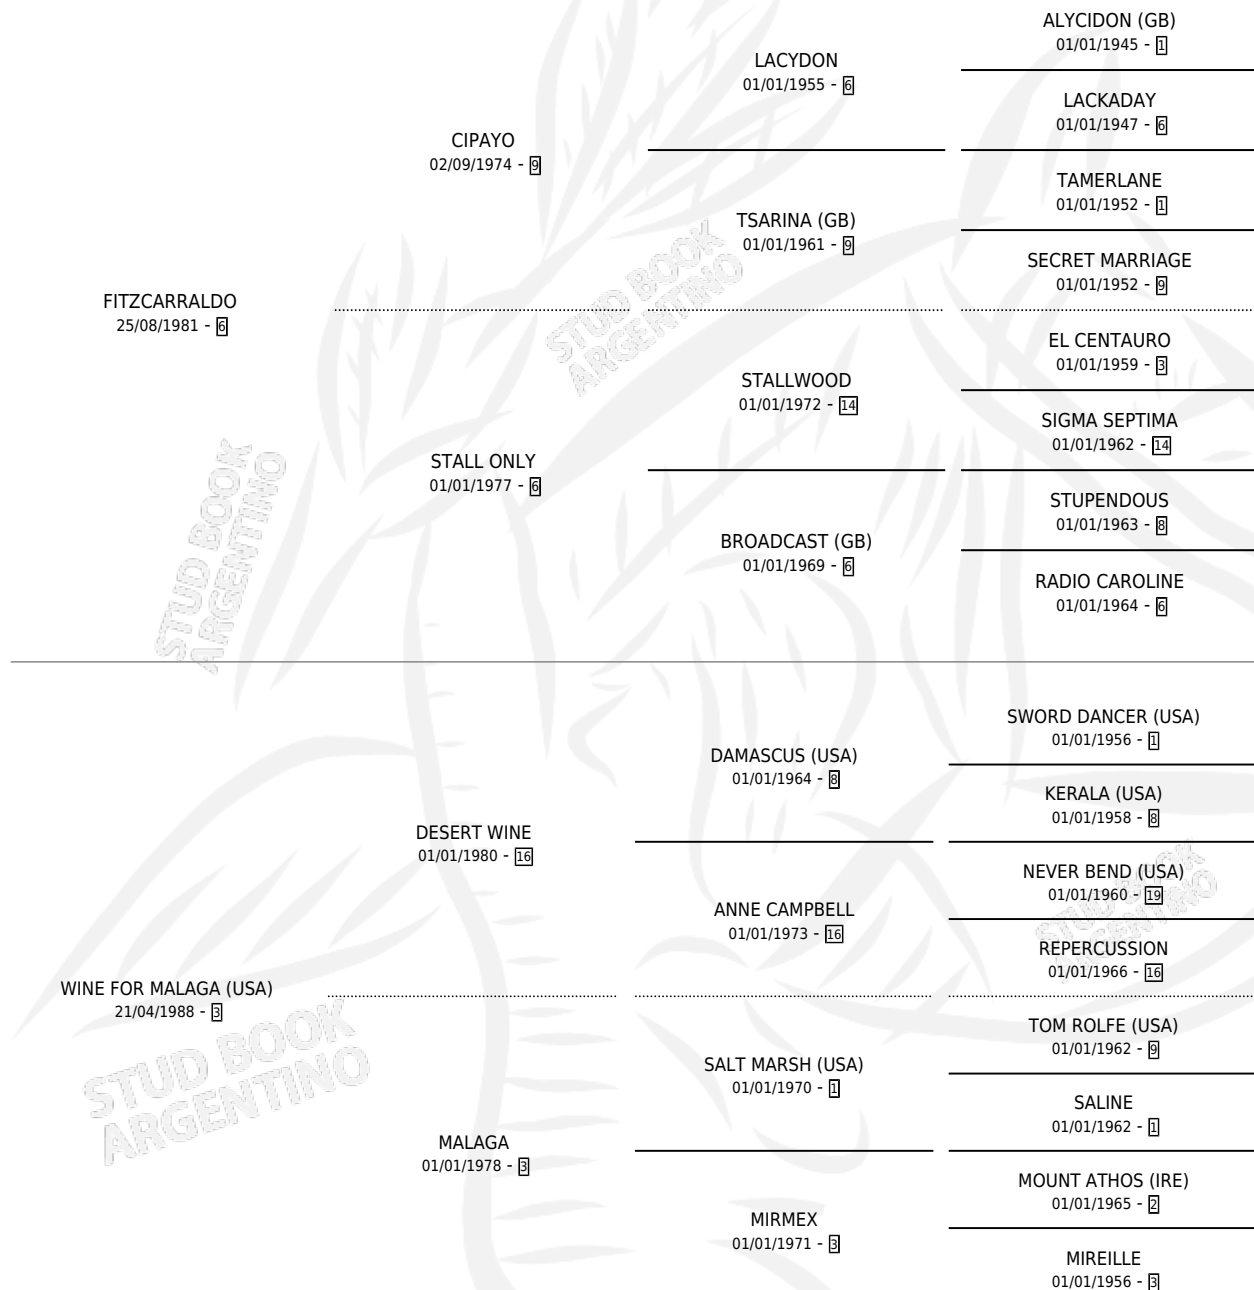 ALYCIDON (GB)
01/01/1945 - 1
LACYDON
01/01/1955 - 6
LACKADAY
01/01/1947 - 6
CIPAYO
02/09/1974 - 9
TAMERLANE
01/01/1952 - 1
TSARINA (GB)
01/01/1961 - 9
SECRET MARRIAGE
01/01/1952 - 9
FITZCARRALDO
25/08/1981 - 6
STUD BOOK
ARGENTINO
EL CENTAURO
01/01/1959 - 3
STALLWOOD
01/01/1972 - 14
SIGMA SEPTIMA
01/01/1962 - 14
STALL ONLY
01/01/1977 - 6
STUPENDOUS
01/01/1963 - 8
BROADCAST (GB)
01/01/1969 - 6
RADIO CAROLINE
01/01/1964 - 6
STUD BOOK
ARGENTINO
SWORD DANCER (USA)
01/01/1956 - 1
DAMASCUS (USA)
01/01/1964 - 8
KERALA (USA)
01/01/1958 - 8
DESERT WINE
01/01/1980 - 16
NEVER BEND (USA)
01/01/1960 - 19
ANNE CAMPBELL
01/01/1973 - 16
STUD BOOK
ARGENTINO
REPERCUSSION
01/01/1966 - 16
WINE FOR MALAGA (USA)
21/04/1988 - 3
STUD BOOK
ARGENTINO
TOM ROLFE (USA)
01/01/1962 - 9
SALT MARSH (USA)
01/01/1970 - 1
SALINE
01/01/1962 - 1
MALAGA
01/01/1978 - 3
MOUNT ATHOS (IRE)
01/01/1965 - 2
MIRMEX
01/01/1971 - 3
MIREILLE
01/01/1956 - 3